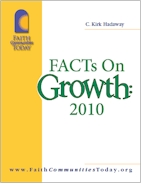 C. Kirk Hadaway
FAITH
Communities
TODAY
FACTs On
Growth:
2010
www.FaithCommunitiesToday.org